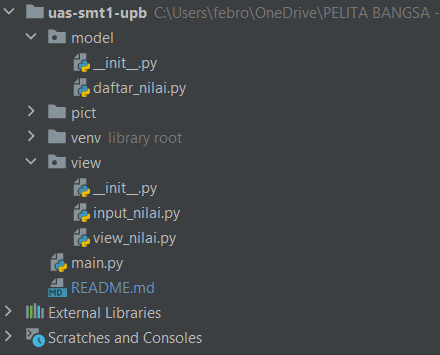 uas-smt1-upb C:\Users\febro\OneDrive\PELITA BANGSA -
model
__init__.py
daftar_nilai.py
pict
venv library root
view
__init__.py
input_nilai.py
view_nilai.py
main.py
MD README.md
External Libraries
Scratches and Consoles